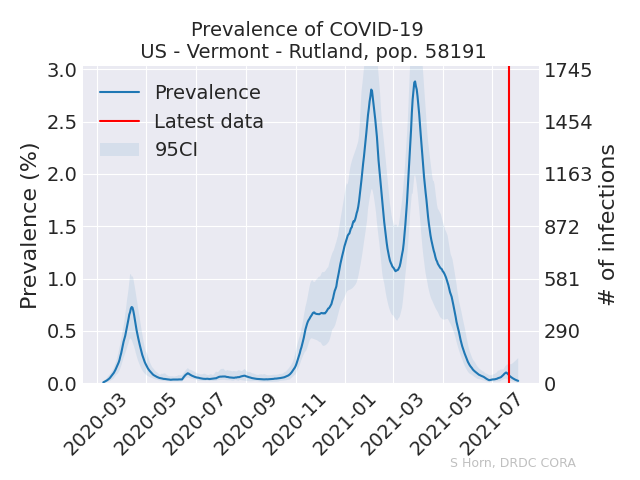 Prevalence of COVID-19
US - Vermont - Rutland, pop. 58191
Prevalence
Latest data
95CI
Prevalence (%)
3.0
2.5
2.0
1.5
1.0
0.5
0.0
1745
1454
1163
872
581
290
0
# of infections
2020-03
2020-05
2020-07
2020-09
2020-11
2021-01
2021-03
2021-05
2021-07
S Horn, DRDC CORA